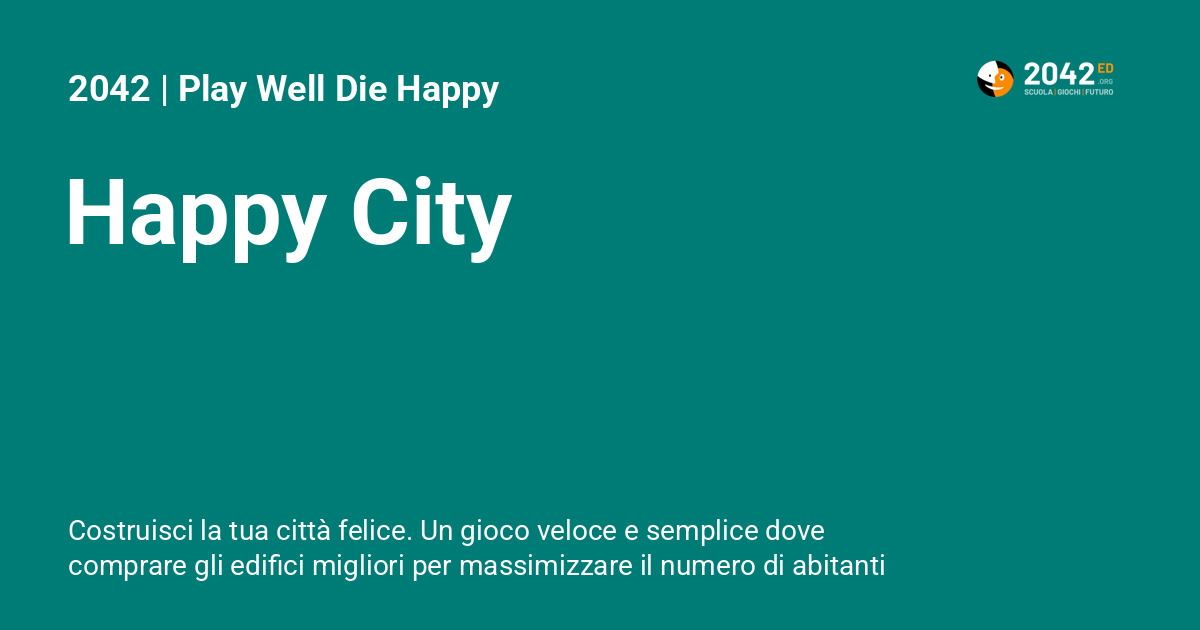 2042 | Play Well Die Happy
2042 ED
.ORG
SCUOLA | GIOCHI | FUTURO
Happy City
Costruisci la tua città felice. Un gioco veloce e semplice dove
comprare gli edifici migliori per massimizzare il numero di abitanti